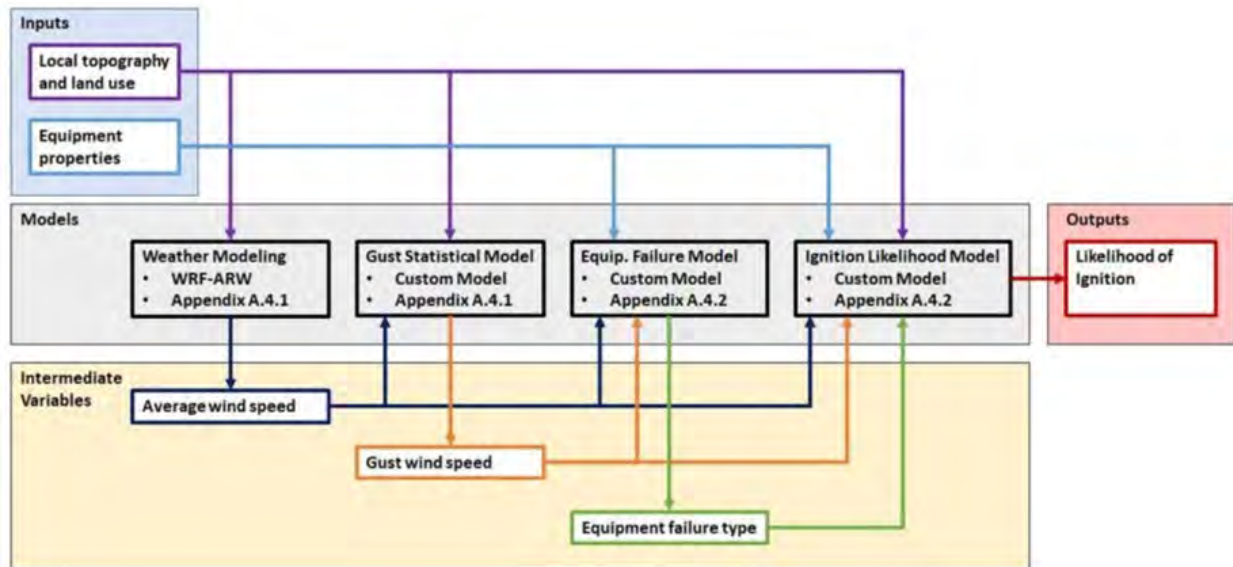 Inputs
Local topography
and land use
Equipment
properties
Models
Weather Modeling
• WRF-ARW
• Appendix A.4.1
Gust Statistical Model
• Custom Model
• Appendix A.4.1
Equip. Failure Model
• Custom Model
• Appendix A.4.2
Ignition Likelihood Model
• Custom Model
• Appendix A.4.2
Outputs
Likelihood of
Ignition
Intermediate
Variables
Average wind speed
Gust wind speed
Equipment failure type